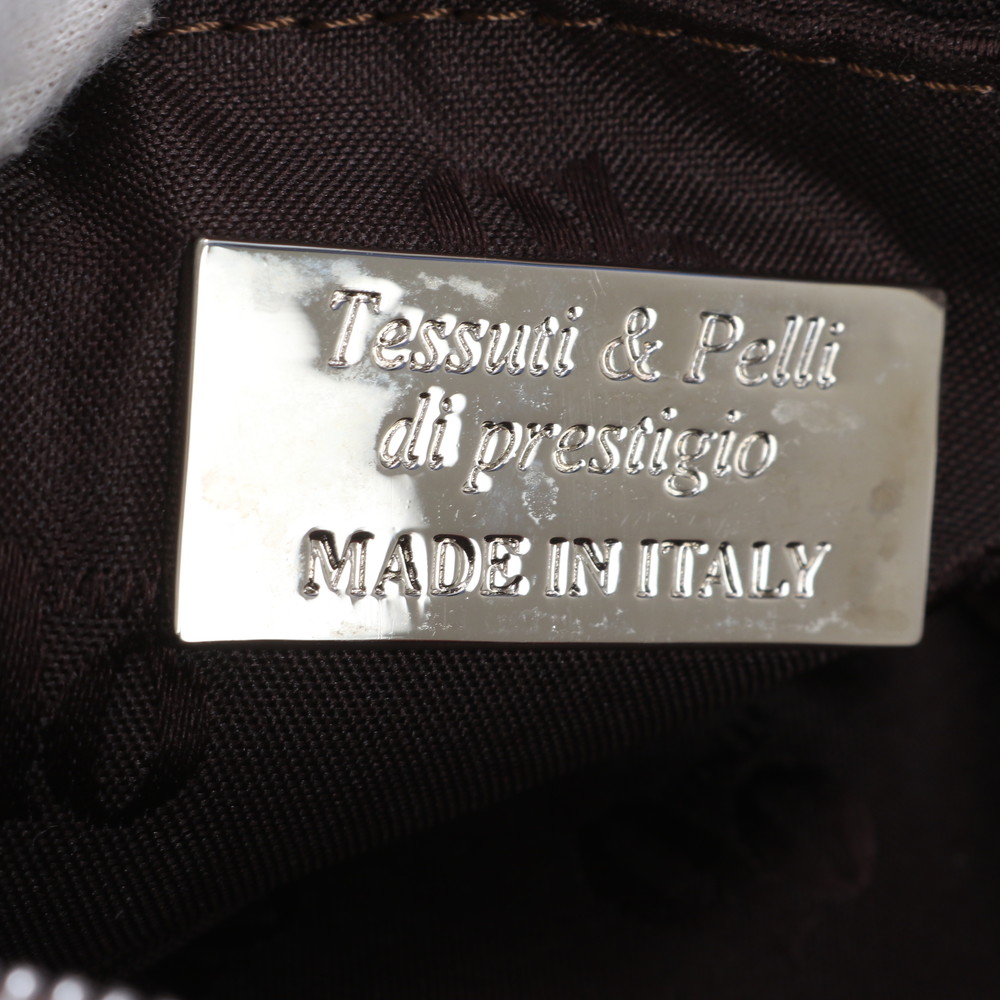 Tessuti & Pelli
di prestigio
MADE IN ITALY